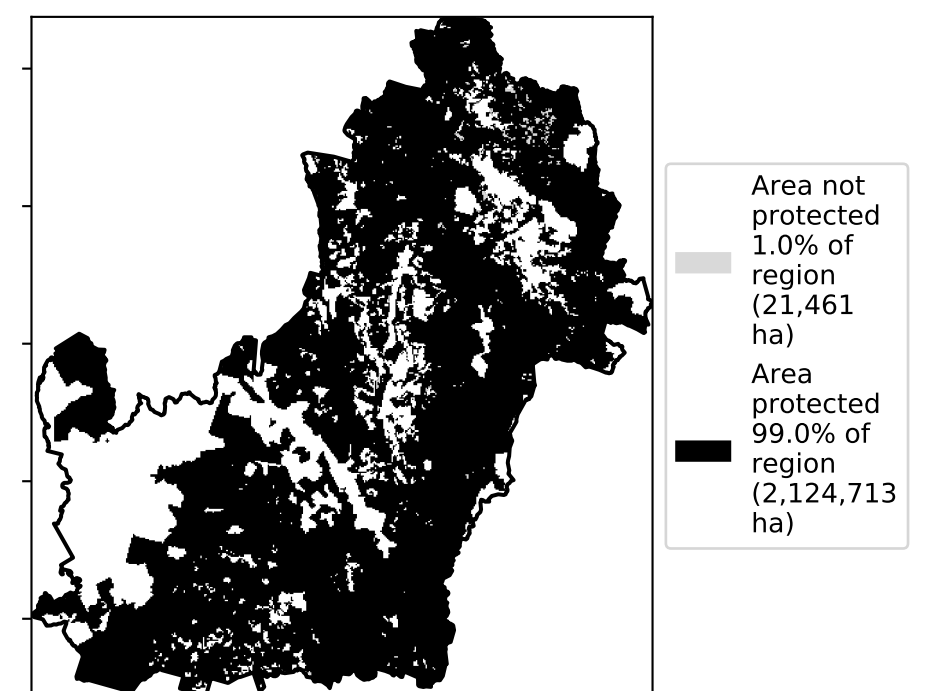 Area not
protected
1.0% of
region
(21,461
ha)
Area
protected
99.0% of
region
(2,124,713
ha)